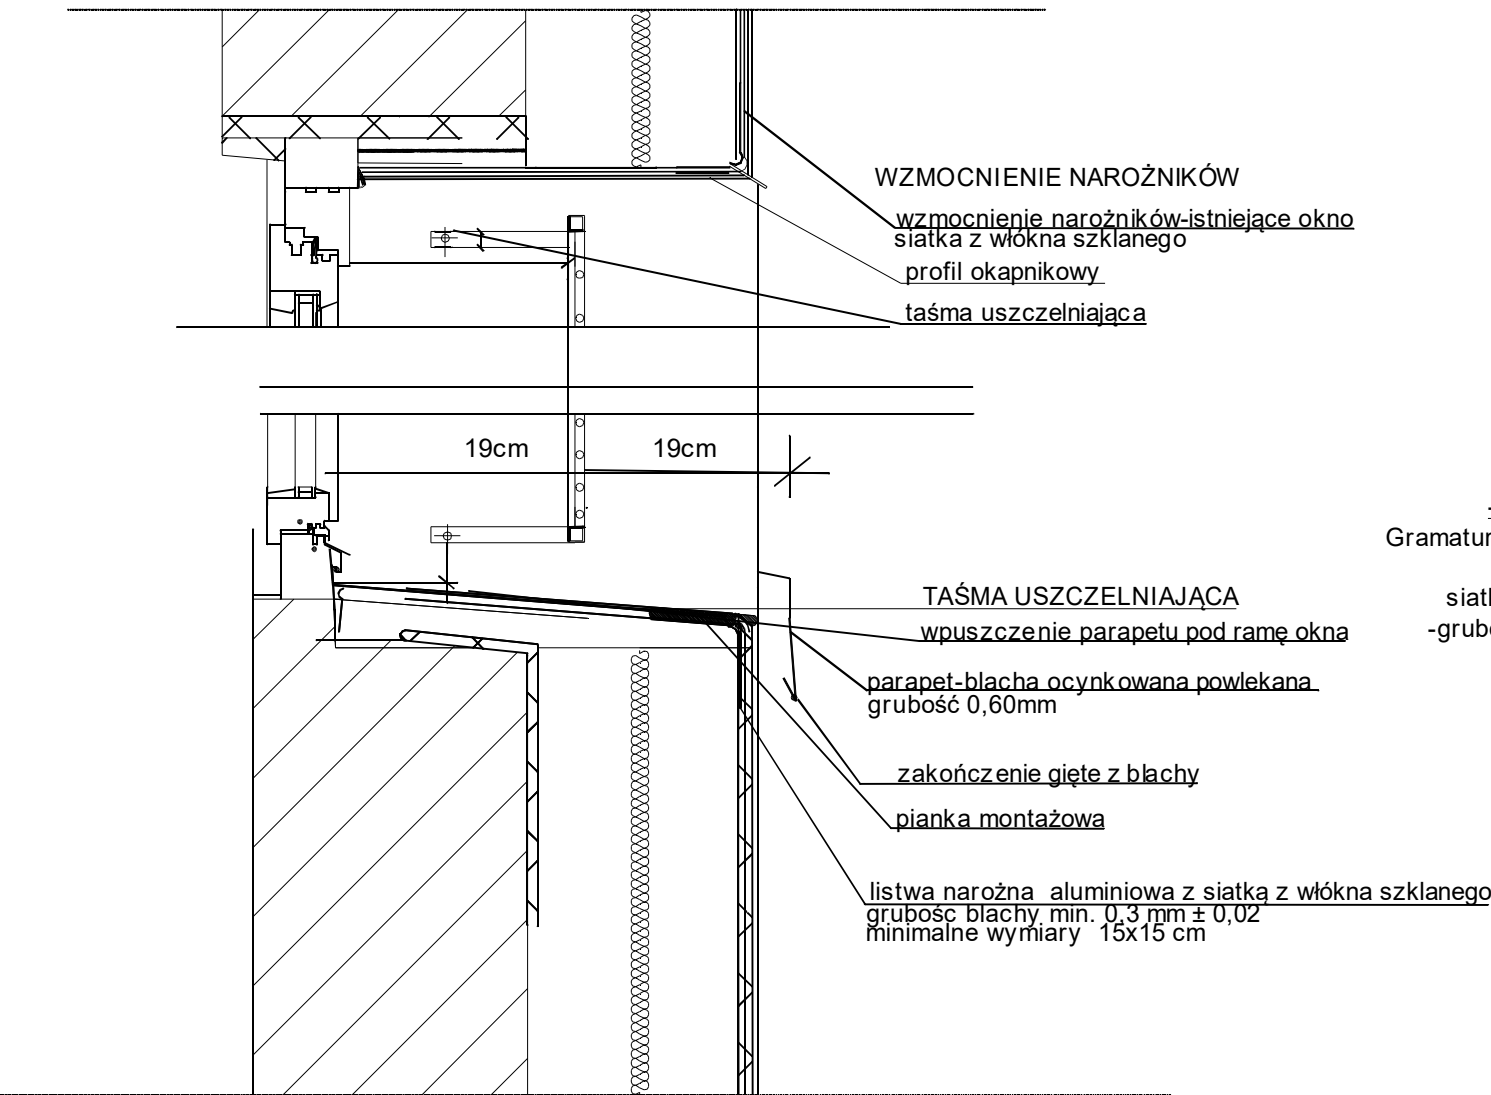 WZMOCNIENIE NAROŻNIKÓW
wzmocnienie narożników-istniejące okno
siatka z włókna szklanego
profil okapnikowy
taśma uszczelniająca
19cm 19cm
Gramatur
TAŚMA USZCZELNIAJĄCA
siatk
wpuszczenie parapetu pod ramę okna
-grubo
parapet-blacha ocynkowana powlekana
grubość 0,60mm
zakończenie gięte z blachy
pianka montażowa
listwa narożna aluminiowa z siatką z włókna szklanego
grubośc blachy min. 0,3 mm ± 0,02
minimalne wymiary 15x15 cm